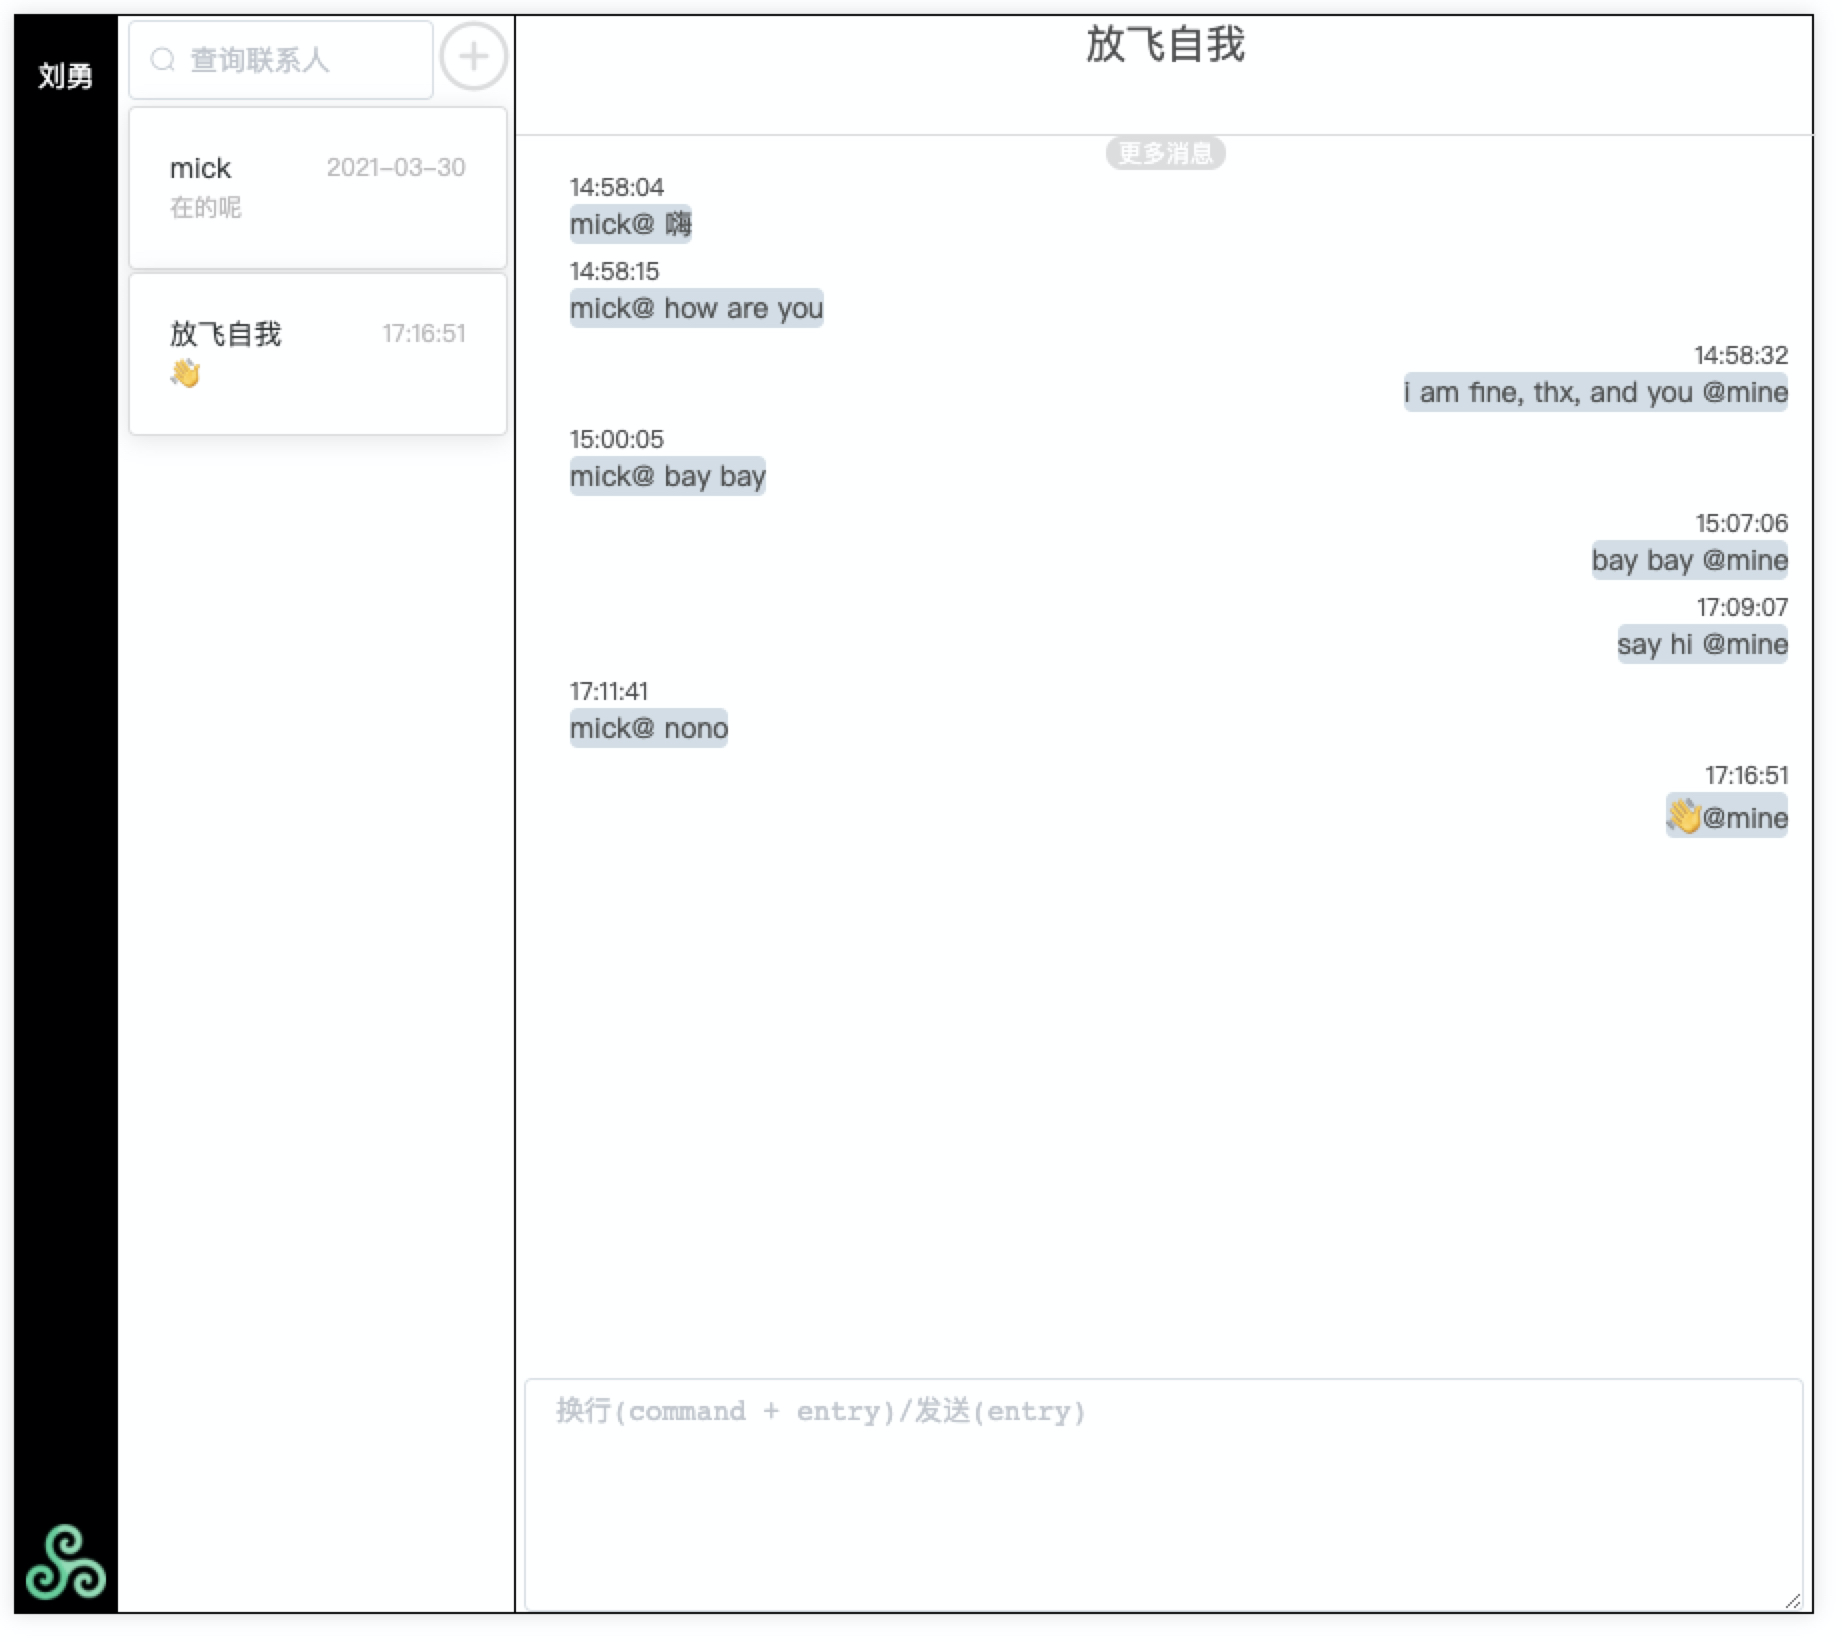 刘勇
查询联系人
mick 2021-03-30
在的呢
放飞自我 17:16:51
👋
放飞自我
更多消息
14:58:04
mick@ 嗨
14:58:15
mick@ how are you
14:58:32
i am fine, thx, and you @mine
15:00:05
mick@ bay bay
15:07:06
bay bay @mine
17:09:07
say hi @mine
17:11:41
mick@ nono
17:16:51
👋@mine
换行(command + entry)/发送(entry)